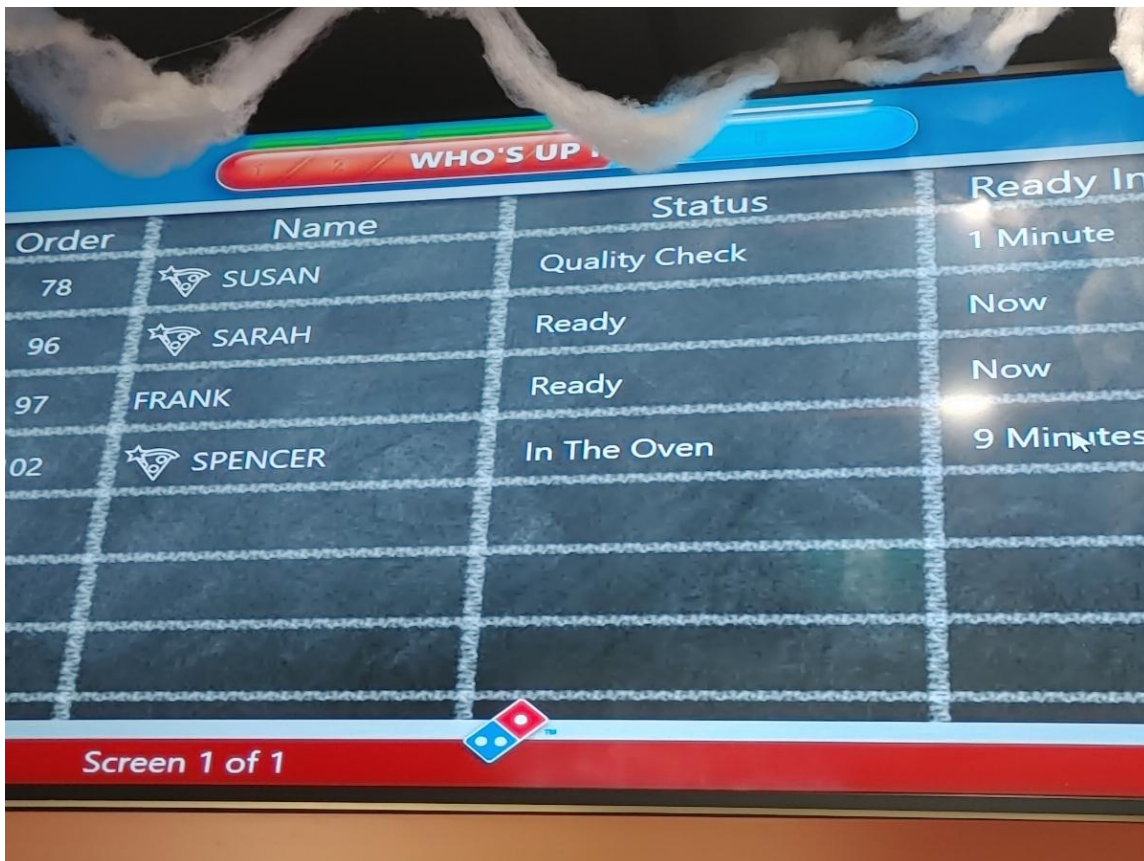 WHO'S UP
Order Name Status Ready In
78 SUSAN Quality Check 1 Minute
96 SARAH Ready Now
97 FRANK Ready Now
02 SPENCER In The Oven 9 Minutes
Screen 1 of 1
TM